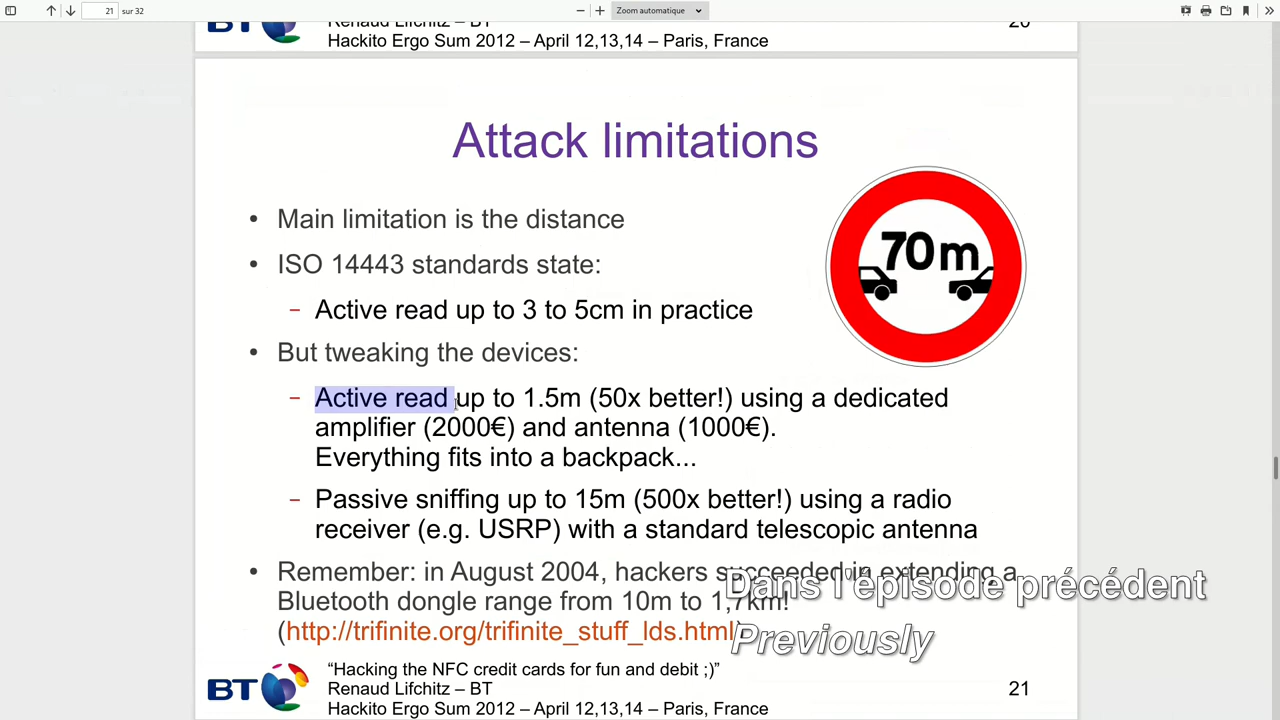 21 sur 32
Zoom automatique
BT
Renaud Lifchitz – BT
20
Hackito Ergo Sum 2012 – April 12,13,14 – Paris, France
Attack limitations
70m
• Main limitation is the distance
• ISO 14443 standards state:
– Active read up to 3 to 5cm in practice
• But tweaking the devices:
– Active read up to 1.5m (50x better!) using a dedicated
amplifier (2000€) and antenna (1000€).
Everything fits into a backpack...
– Passive sniffing up to 15m (500x better!) using a radio
receiver (e.g. USRP) with a standard telescopic antenna
• Remember: in August 2004, hackers succeeded in extending a
Bluetooth dongle range from 10m to 1,7km!
(http://trifinite.org/trifinite_stuff_lds.html)
Dans l'épisode précédent
Previously
BT
“Hacking the NFC credit cards for fun and debit ;)”
Renaud Lifchitz – BT
Hackito Ergo Sum 2012 – April 12,13,14 – Paris, France
21